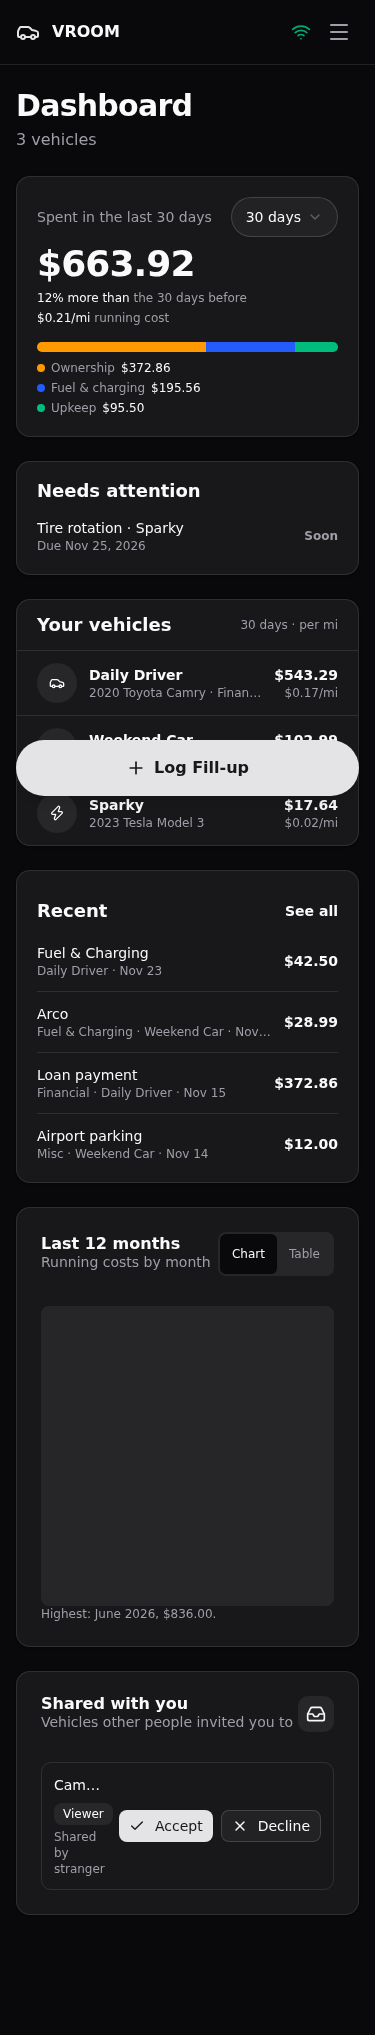 VROOM
Dashboard
3 vehicles
Spent in the last 30 days
30 days
$663.92
12% more than the 30 days before
$0.21/mi running cost
Ownership $372.86
Fuel & charging $195.56
Upkeep $95.50
Needs attention
Tire rotation · Sparky
Due Nov 25, 2026
Soon
Your vehicles
30 days · per mi
Daily Driver
$543.29
2020 Toyota Camry · Finan…
$0.17/mi
Weekend Car
$102.99
Log Fill-up
Sparky
$17.64
2023 Tesla Model 3
$0.02/mi
Recent
See all
Fuel & Charging
Daily Driver · Nov 23
$42.50
Arco
Fuel & Charging · Weekend Car · Nov…
$28.99
Loan payment
Financial · Daily Driver · Nov 15
$372.86
Airport parking
Misc · Weekend Car · Nov 14
$12.00
Last 12 months
Running costs by month
Chart
Table
Highest: June 2026, $836.00.
Shared with you
Vehicles other people invited you to
Cam…
Viewer
Shared
by
stranger
Accept
Decline